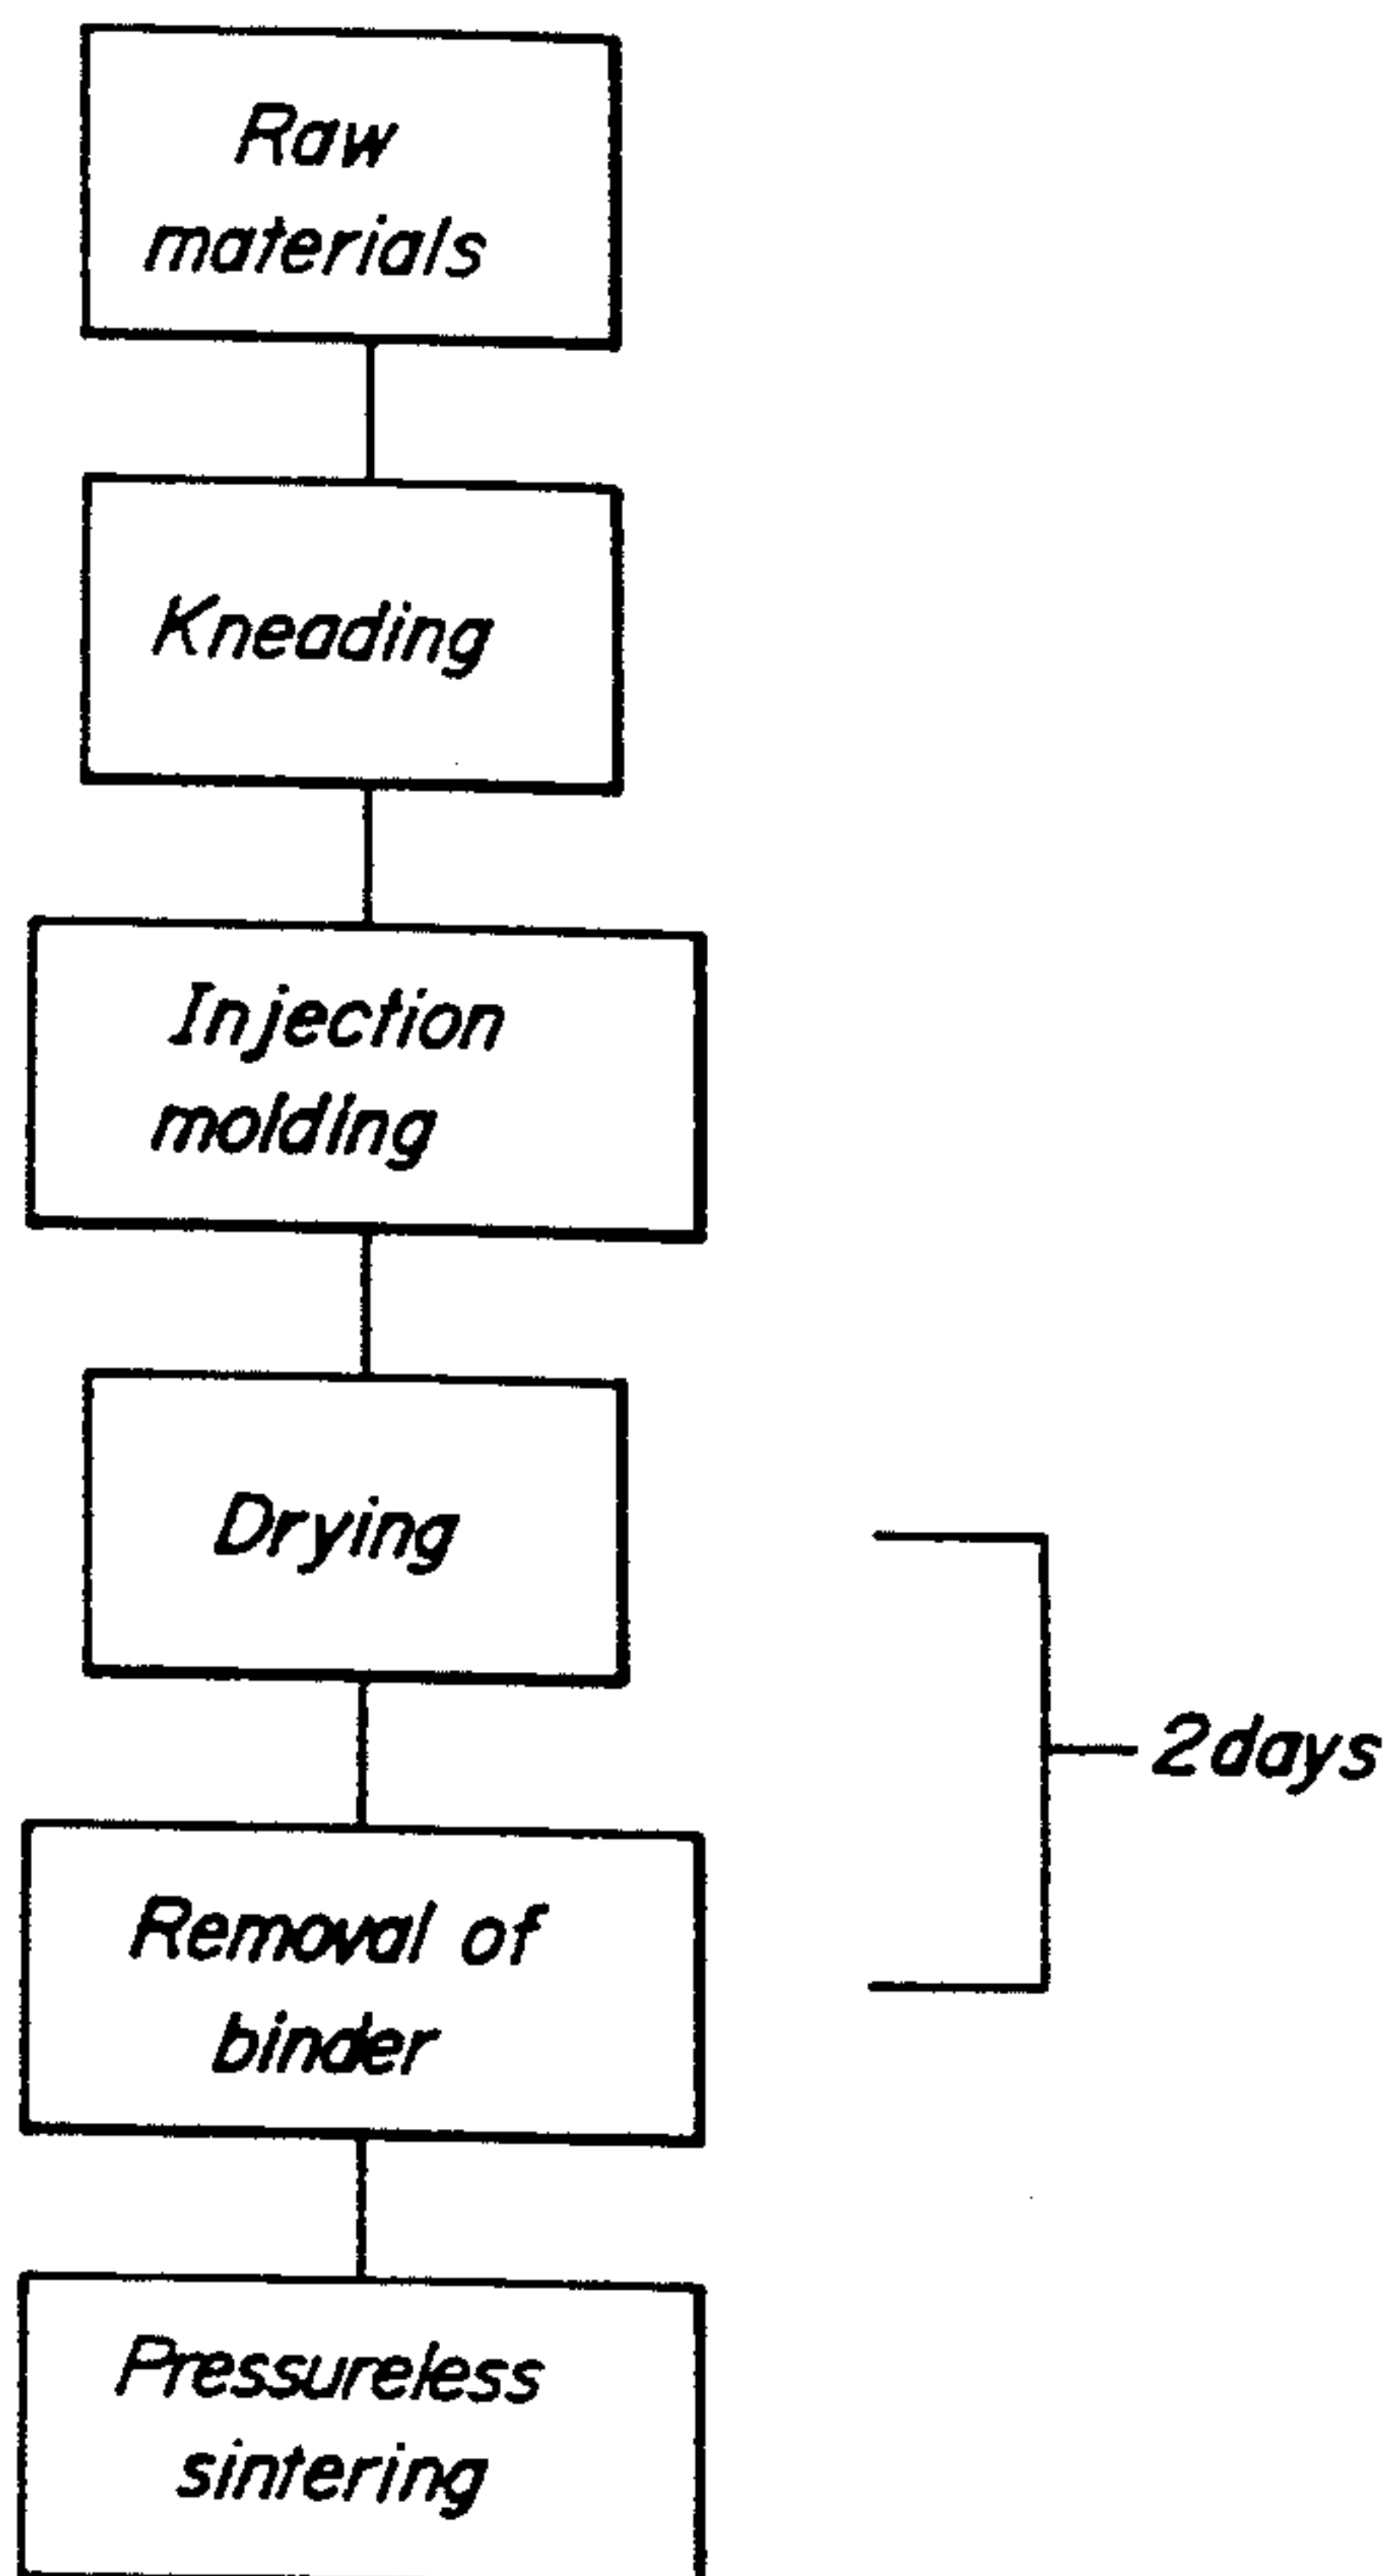 Raw
materials
Kneading
Injection
molding
Drying
2days
Removal of
binder
Pressureless
sintering